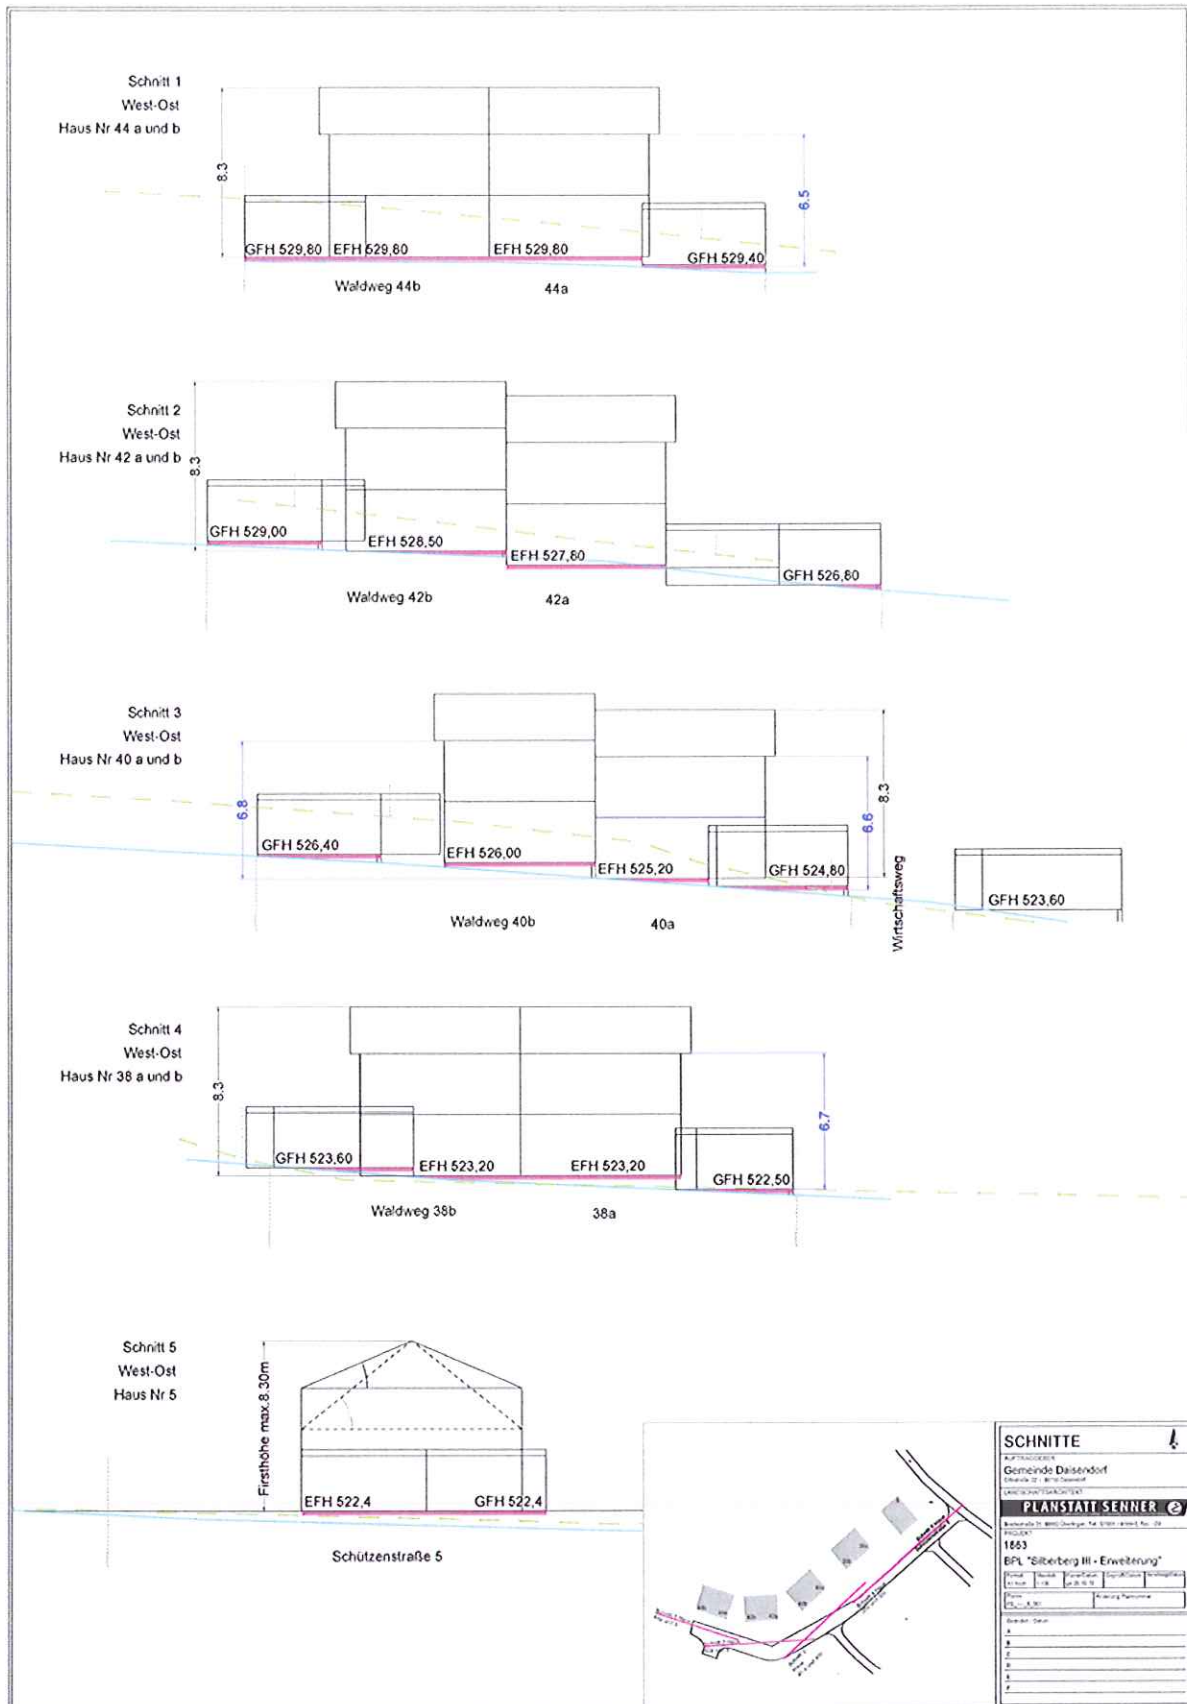 Schnitt 1
West-Ost
Haus Nr 44 a und b
8.3
6.5
GFH 529,80
EFH 529,80
EFH 529,80
GFH 529,40
Waldweg 44b
44a
Schnitt 2
West-Ost
Haus Nr 42 a und b
8.3
GFH 529,00
EFH 528,50
EFH 527,80
GFH 526,80
Waldweg 42b
42a
Schnitt 3
West-Ost
Haus Nr 40 a und b
6.8
8.3
6.6
GFH 526,40
EFH 526,00
EFH 525,20
GFH 524,80
Wirtschaftsweg
GFH 523,60
Waldweg 40b
40a
Schnitt 4
West-Ost
Haus Nr 38 a und b
8.3
6.7
GFH 523,60
EFH 523,20
EFH 523,20
GFH 522,50
Waldweg 38b
38a
Schnitt 5
West-Ost
Haus Nr 5
Firsthöhe max.8.30m
EFH 522,4
GFH 522,4
Schützenstraße 5
SCHNITTE
Gemeinde Daisendorf
PLANSTATT SENNER
PROJEKT
1663
BPL "Silberberg III - Erweiterung"